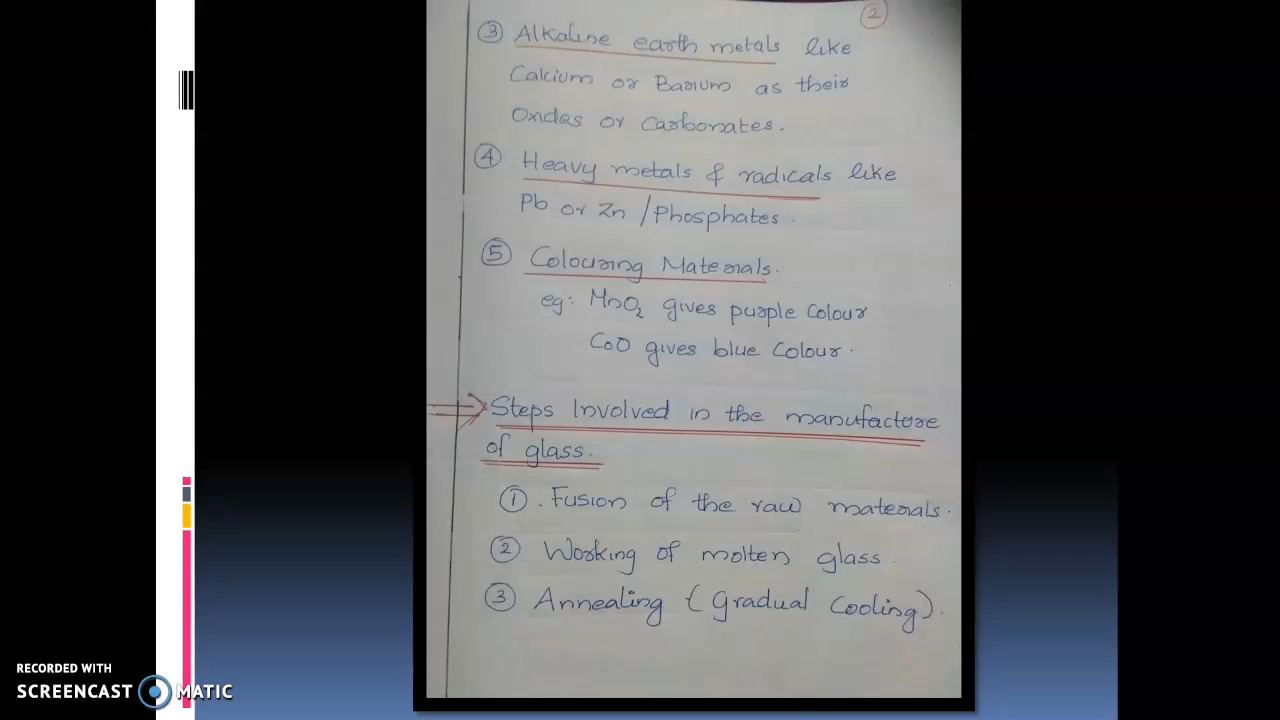 2
3 Alkaline earth metals like
Calcium or Barium as their
Oxides or Carbonates.
4 Heavy metals & radicals like
Pb or Zn / Phosphates.
5 Colouring Materials.
eg: MnO2 gives purple Colour
CoO gives blue Colour.
⇒ Steps Involved in the manufacture
of glass.
1. Fusion of the raw materials.
2 Working of molten glass.
3 Annealing (Gradual Cooling).
RECORDED WITH
SCREENCAST MATIC